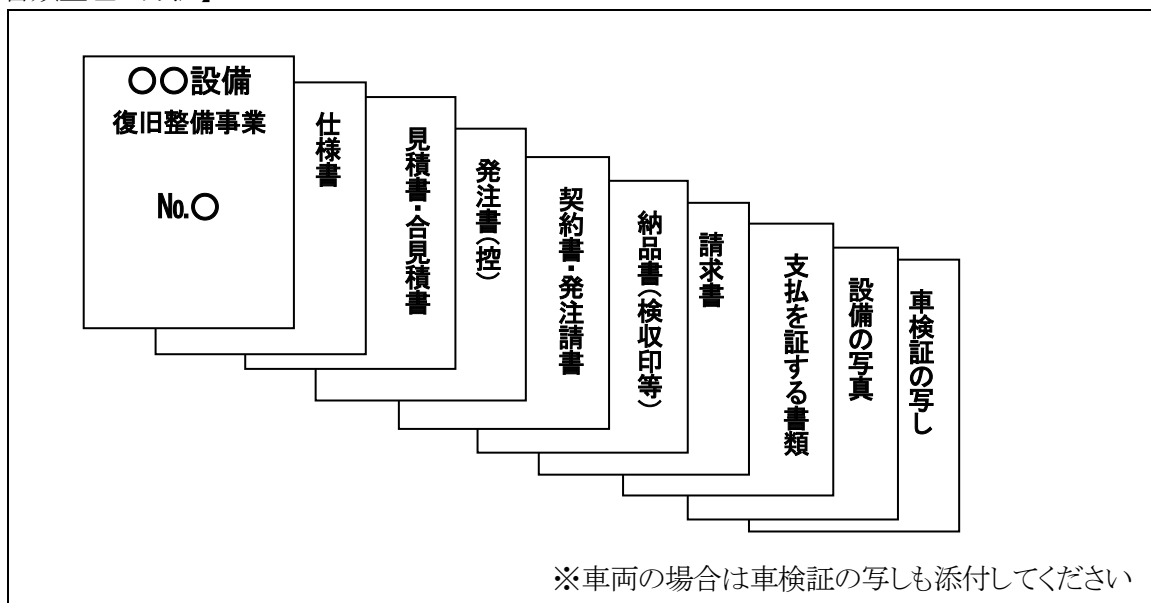 〇〇設備
復旧整備事業
№〇
仕様書
見積書・合見積書
発注書（控）
契約書・発注請書
納品書（検収印等）
請求書
支払を証する書類
設備の写真
車検証の写し
※車両の場合は車検証の写しも添付してください